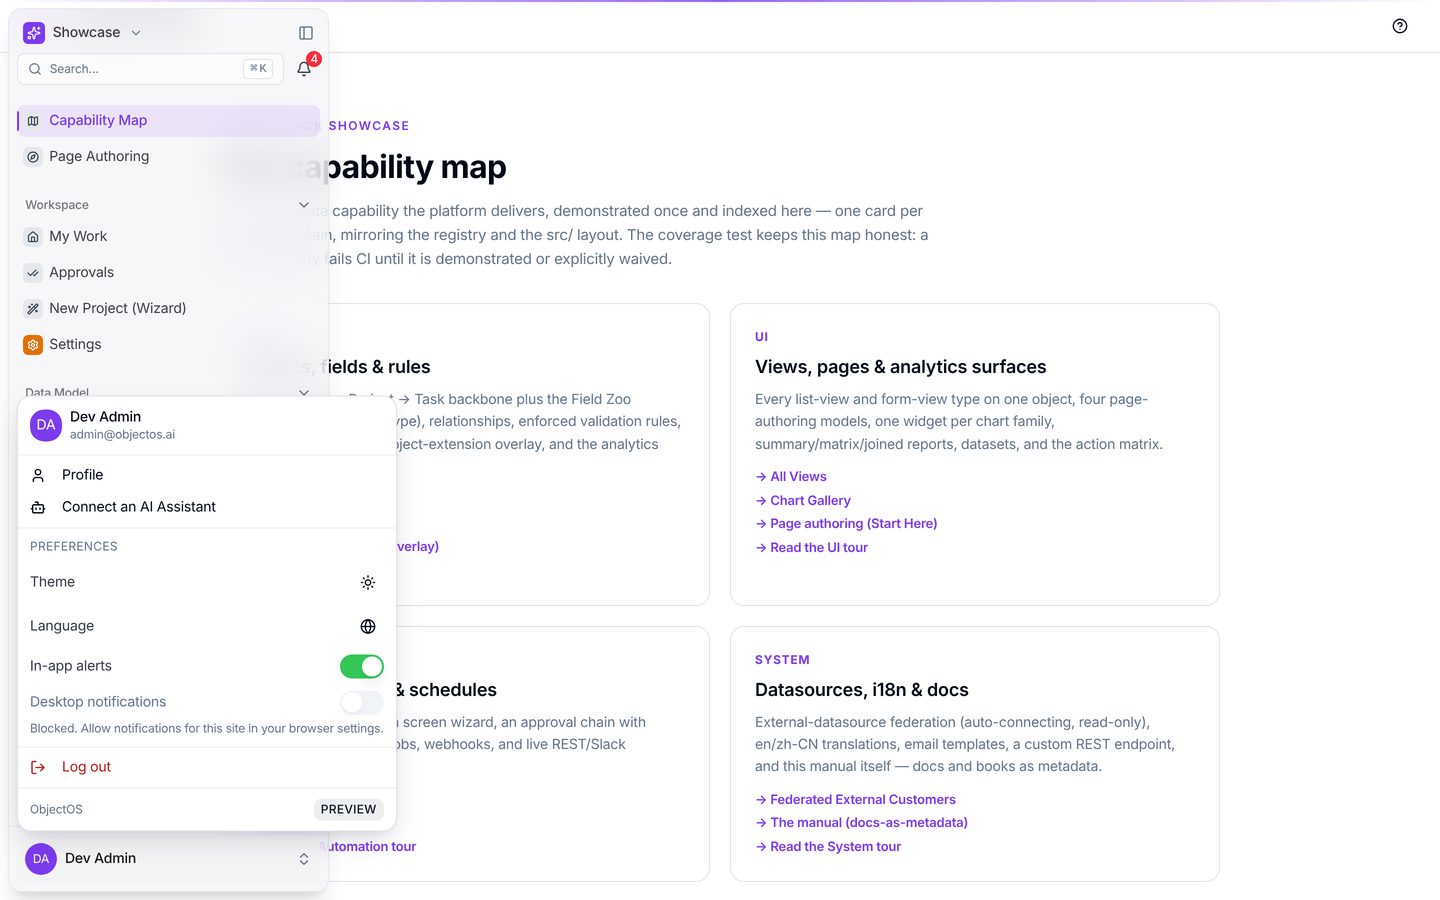 Showcase
Search...
⌘K
4
Capability Map
Page Authoring
Workspace
My Work
Approvals
New Project (Wizard)
Settings
Data Model
Dev Admin
admin@objectos.ai
DA
Profile
Connect an AI Assistant
PREFERENCES
Theme
Language
In-app alerts
Desktop notifications
Blocked. Allow notifications for this site in your browser settings.
Log out
ObjectOS
PREVIEW
DA
Dev Admin
SHOWCASE
capability map
data capability the platform delivers, demonstrated once and indexed here — one card per
mirroring the registry and the src/ layout. The coverage test keeps this map honest: a
fails CI until it is demonstrated or explicitly waived.
fields & rules
→ Task backbone plus the Field Zoo
relationships, enforced validation rules,
overlay, and the analytics
UI
Views, pages & analytics surfaces
Every list-view and form-view type on one object, four page-
authoring models, one widget per chart family,
summary/matrix/joined reports, datasets, and the action matrix.
→ All Views
→ Chart Gallery
→ Page authoring (Start Here)
→ Read the UI tour
& schedules
screen wizard, an approval chain with
webhooks, and live REST/Slack
Automation tour
SYSTEM
Datasources, i18n & docs
External-datasource federation (auto-connecting, read-only),
en/zh-CN translations, email templates, a custom REST endpoint,
and this manual itself — docs and books as metadata.
→ Federated External Customers
→ The manual (docs-as-metadata)
→ Read the System tour